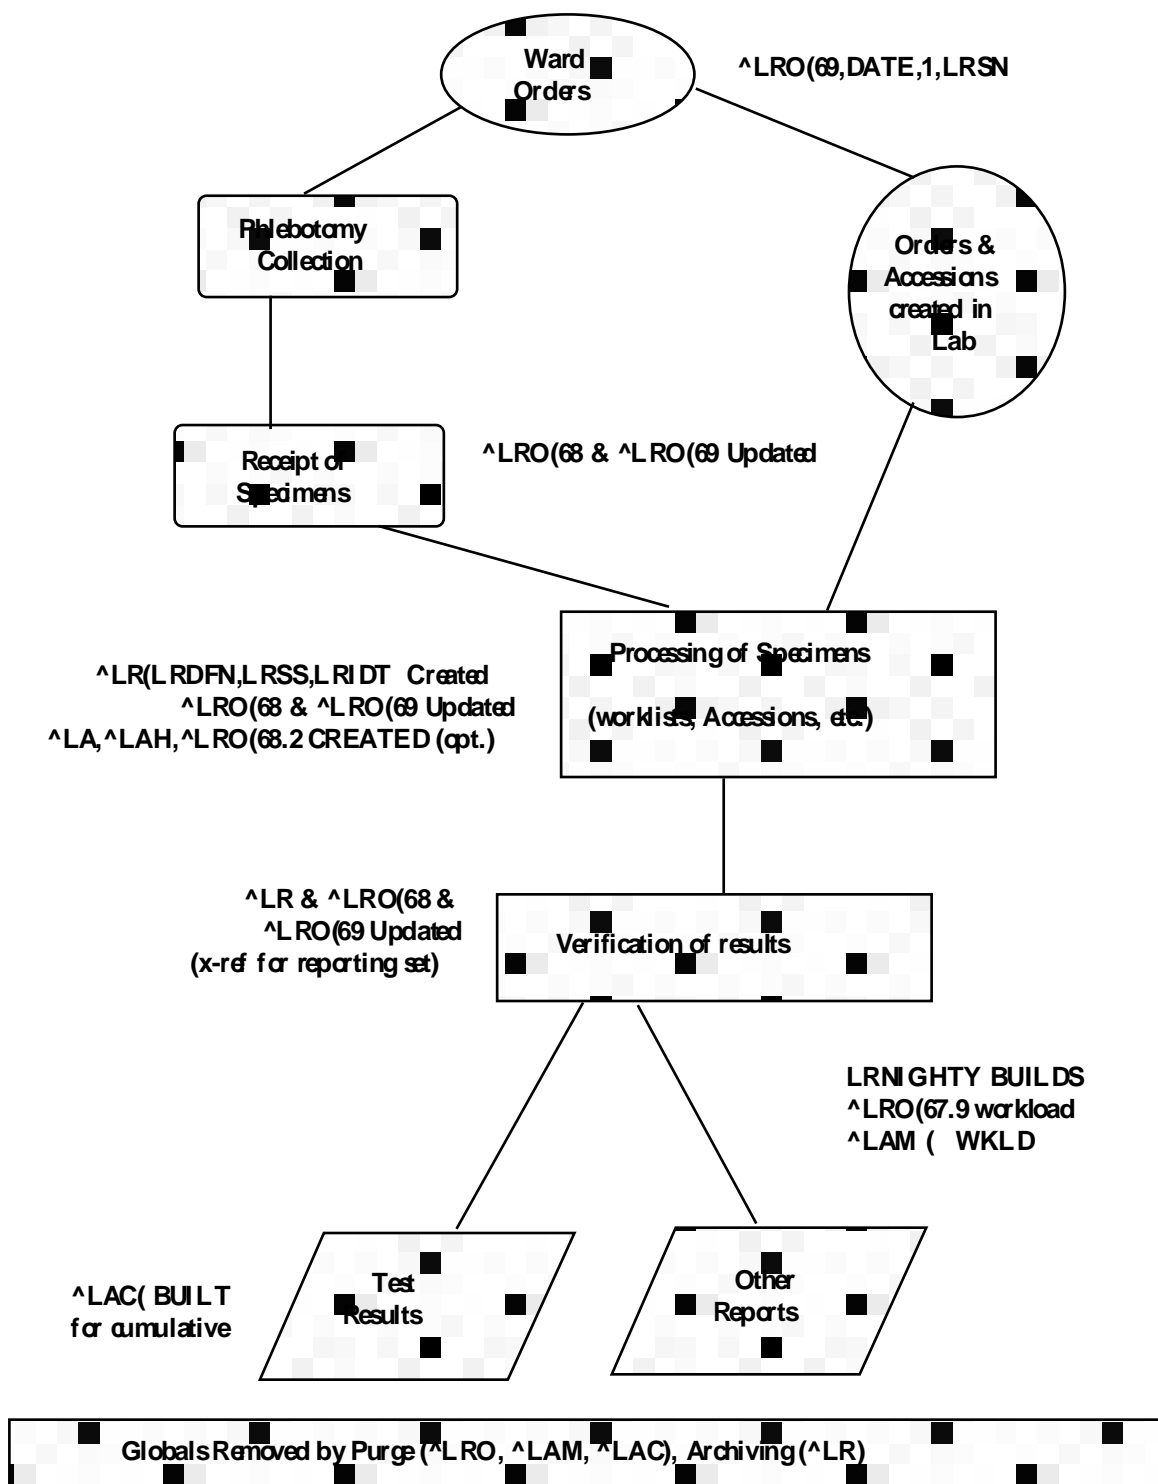 Ward
Orders
^LRO(69,DATE,1,LRSN
Phlebotomy
Collection
Orders &
Accessions
created in
Lab
Receipt of
Specimens
^LRO(68 & ^LRO(69 Updated
Processing of Specimens
(worklists, Accessions, etc.)
^LR(LRDFN,LRSS,LRIDT Created
^LRO(68 & ^LRO(69 Updated
^LA,^LAH,^LRO(68.2 CREATED (opt.)
^LR & ^LRO(68 &
^LRO(69 Updated
(x-ref for reporting set)
Verification of results
LRNIGHTY BUILDS
^LRO(67.9 workload
^LAM ( WKLD
^LAC( BUILT
for cumulative
Test
Results
Other
Reports
Globals Removed by Purge (^LRO, ^LAM, ^LAC), Archiving (^LR)